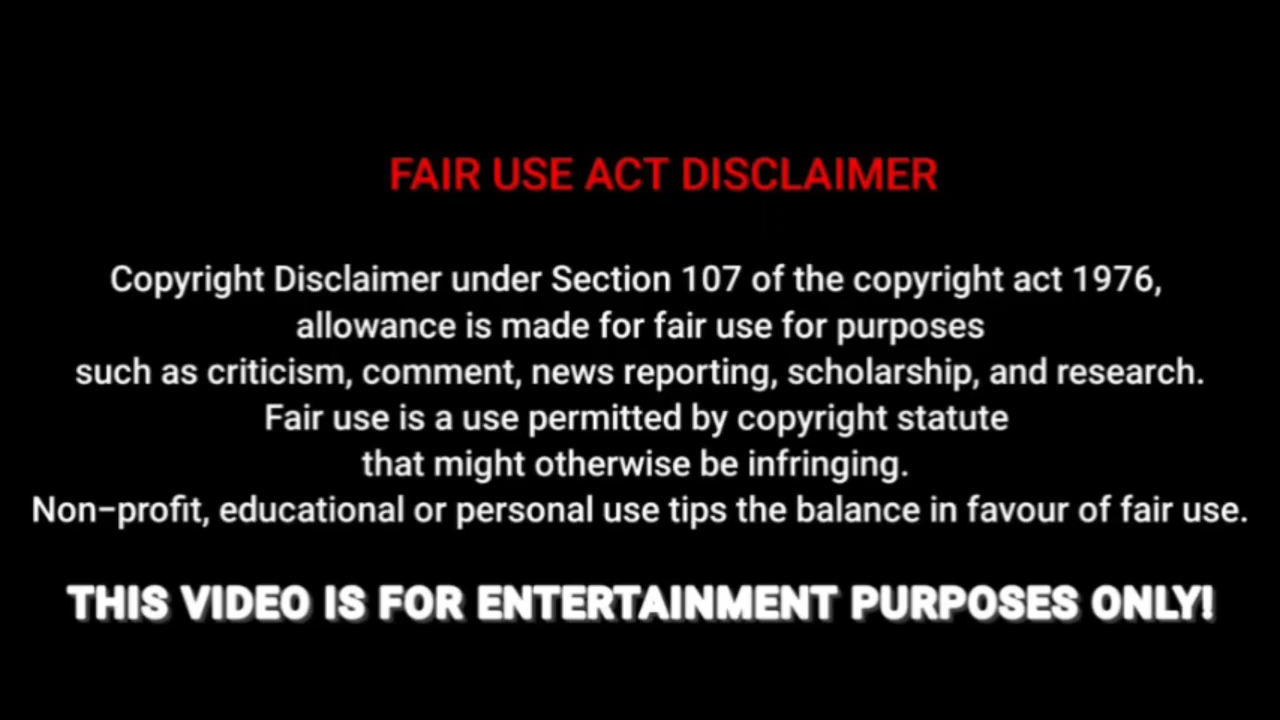 FAIR USE ACT DISCLAIMER
Copyright Disclaimer under Section 107 of the copyright act 1976,
allowance is made for fair use for purposes
such as criticism, comment, news reporting, scholarship, and research.
Fair use is a use permitted by copyright statute
that might otherwise be infringing.
Non-profit, educational or personal use tips the balance in favour of fair use.
THIS VIDEO IS FOR ENTERTAINMENT PURPOSES ONLY!